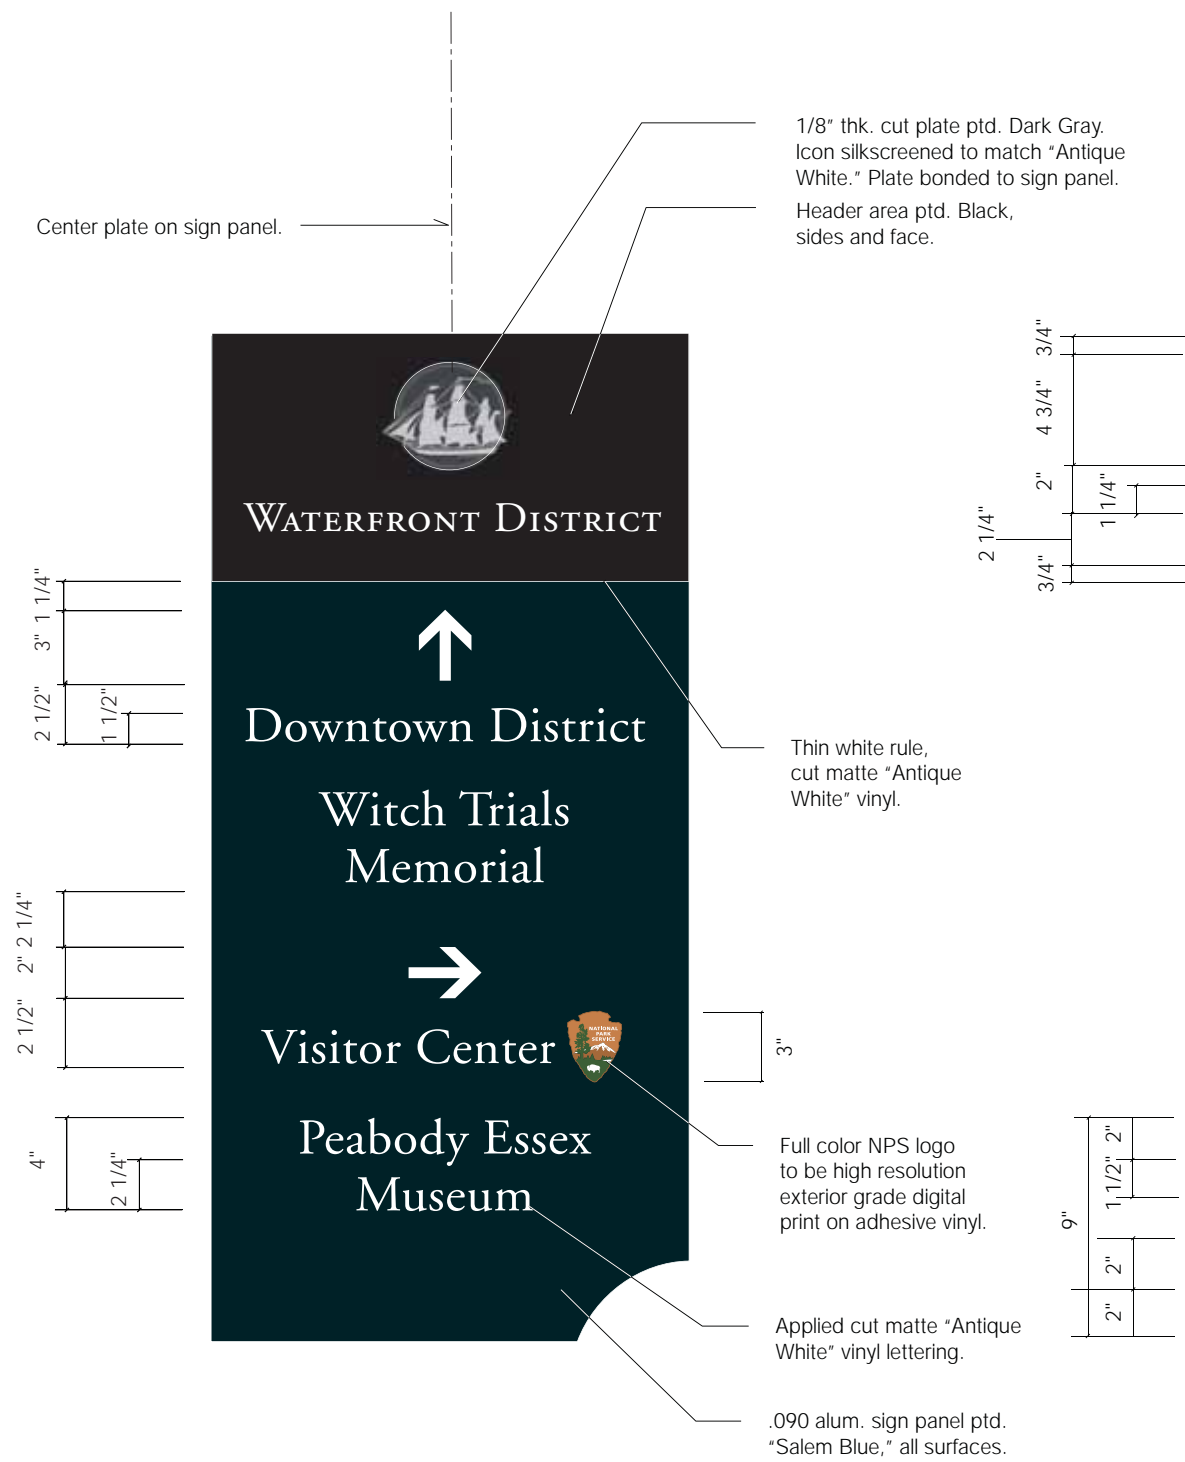 1/8" thk. cut plate ptd. Dark Gray.
Icon silkscreened to match "Antique
White." Plate bonded to sign panel.
Header area ptd. Black,
sides and face.
Center plate on sign panel.
3/4"
4 3/4"
2"
1 1/4"
2 1/4"
3/4"
WATERFRONT DISTRICT
1 1/4"
3"
2 1/2"
1 1/2"
Downtown District
Witch Trials
Memorial
Thin white rule,
cut matte "Antique
White" vinyl.
2 1/4"
2"
2 1/2"
Visitor Center
NATIONAL
PARK
SERVICE
3"
4"
2 1/4"
Peabody Essex
Museum
Full color NPS logo
to be high resolution
exterior grade digital
print on adhesive vinyl.
2"
1 1/2"
9"
2"
2"
Applied cut matte "Antique
White" vinyl lettering.
.090 alum. sign panel ptd.
"Salem Blue," all surfaces.